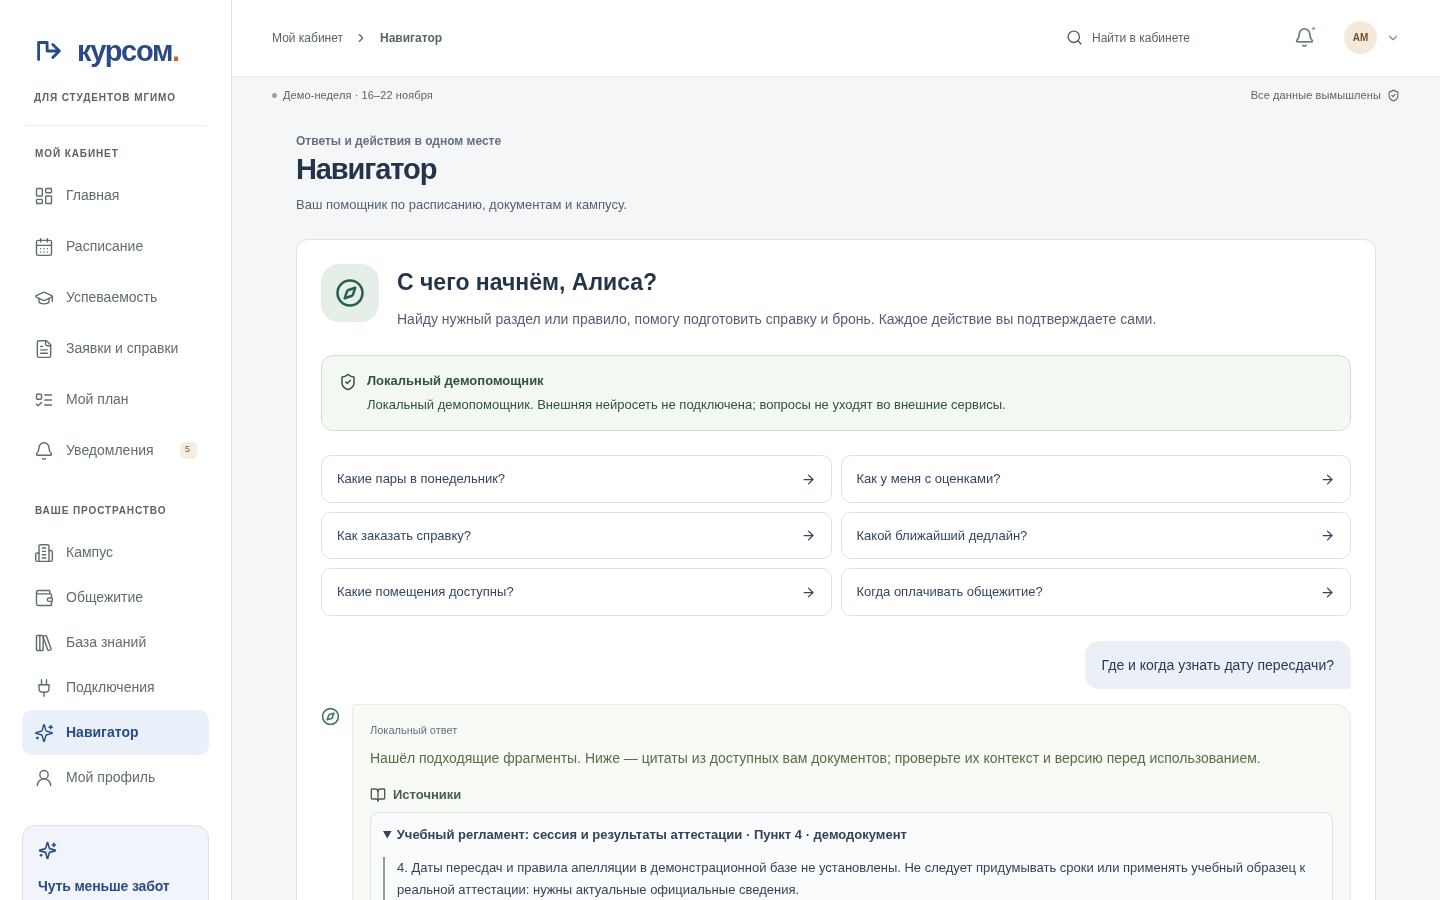 курсом.
ДЛЯ СТУДЕНТОВ МГИМО
МОЙ КАБИНЕТ
Главная
Расписание
Успеваемость
Заявки и справки
Мой план
Уведомления 5
ВАШЕ ПРОСТРАНСТВО
Кампус
Общежитие
База знаний
Подключения
Навигатор
Мой профиль
Чуть меньше забот
Мой кабинет > Навигатор
Найти в кабинете
АМ
Демо-неделя · 16–22 ноября
Все данные вымышлены
Ответы и действия в одном месте
Навигатор
Ваш помощник по расписанию, документам и кампусу.
С чего начнём, Алиса?
Найду нужный раздел или правило, помогу подготовить справку и бронь. Каждое действие вы подтверждаете сами.
Локальный демопомощник
Локальный демопомощник. Внешняя нейросеть не подключена; вопросы не уходят во внешние сервисы.
Какие пары в понедельник?
Как у меня с оценками?
Как заказать справку?
Какой ближайший дедлайн?
Какие помещения доступны?
Когда оплачивать общежитие?
Где и когда узнать дату пересдачи?
Локальный ответ
Нашёл подходящие фрагменты. Ниже — цитаты из доступных вам документов; проверьте их контекст и версию перед использованием.
Источники
Учебный регламент: сессия и результаты аттестации · Пункт 4 · демодокумент
4. Даты пересдач и правила апелляции в демонстрационной базе не установлены. Не следует придумывать сроки или применять учебный образец к
реальной аттестации: нужны актуальные официальные сведения.